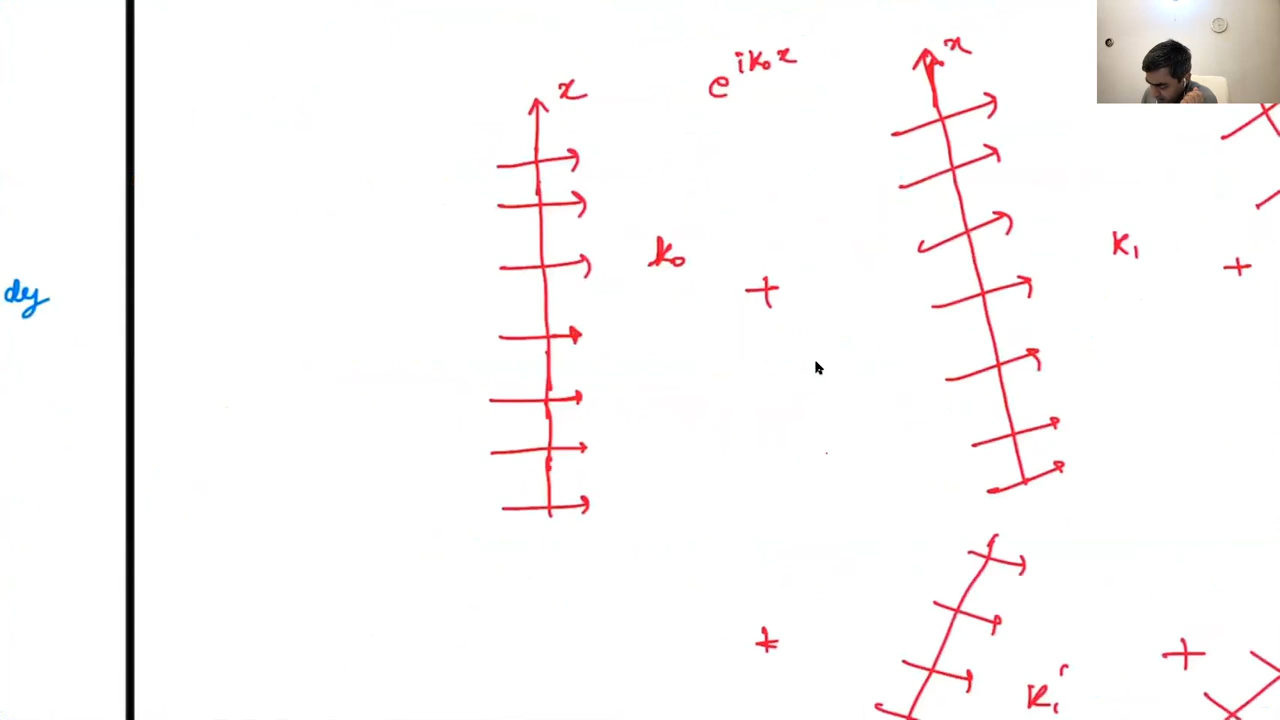 x
e^{ik₀x}
x
k₀
+
k₁
+
dy
+
k₁'
+